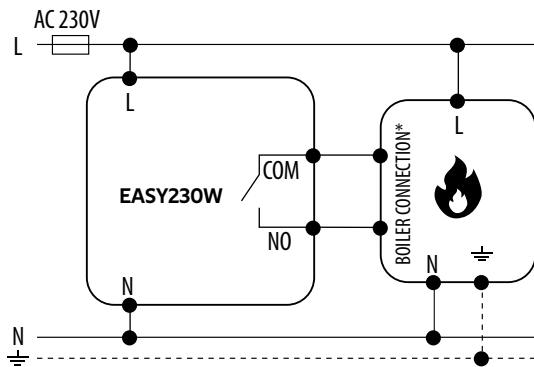 AC 230V
L
L
L
EASY230W
COM
NO
BOILER CONNECTION*
N
N
N